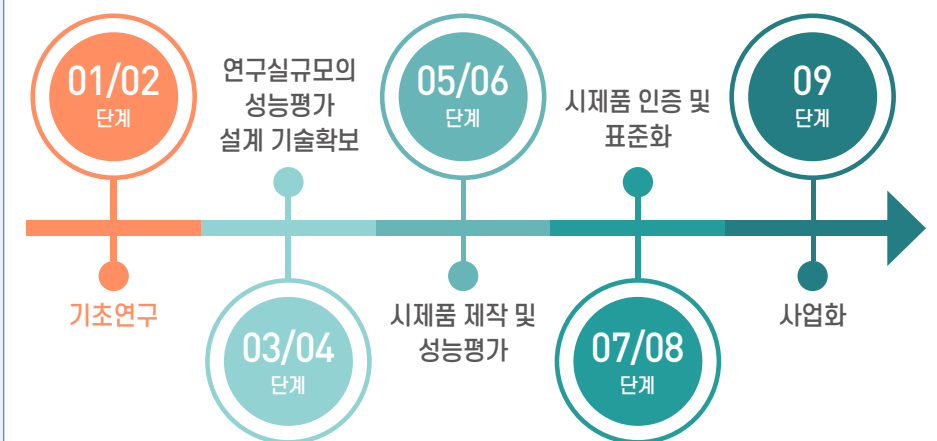 01/02
단계
기초연구
연구실규모의
성능평가
설계 기술확보
03/04
단계
05/06
단계
시제품 제작 및
성능평가
시제품 인증 및
표준화
07/08
단계
09
단계
사업화